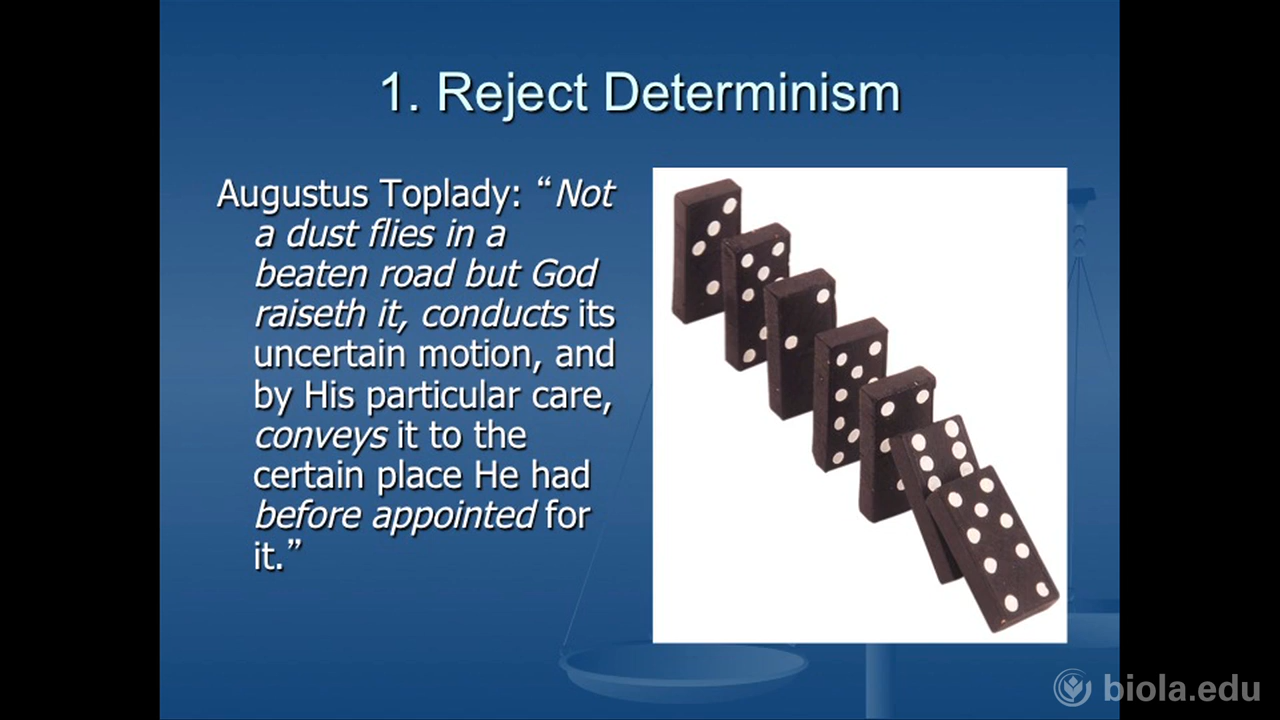 1. Reject Determinism
Augustus Toplady: “Not
a dust flies in a
beaten road but God
raiseth it, conducts its
uncertain motion, and
by His particular care,
conveys it to the
certain place He had
before appointed for
it.”
biola.edu